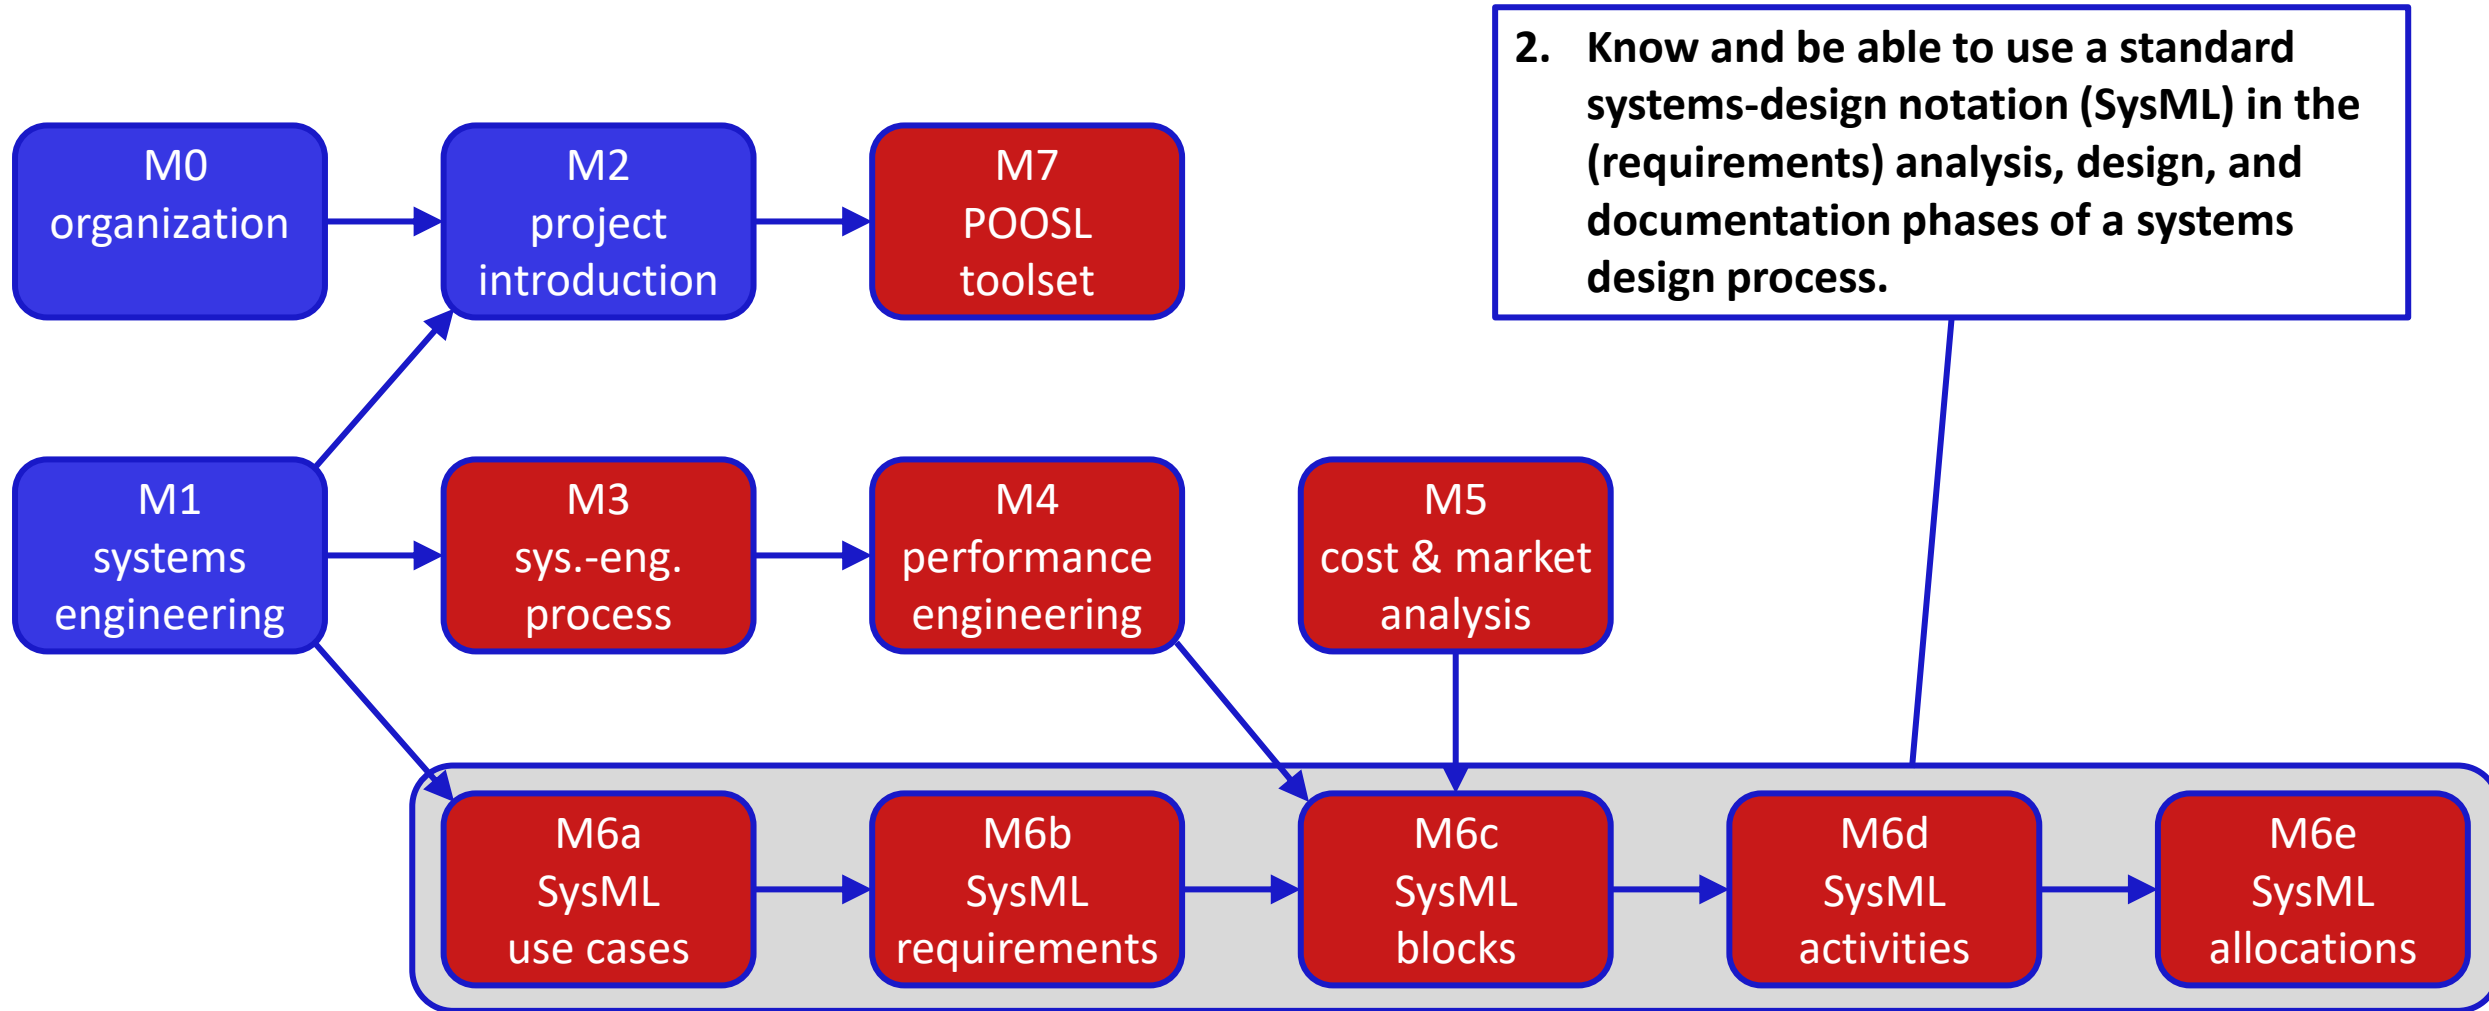 2. Know and be able to use a standard
systems-design notation (SysML) in the
(requirements) analysis, design, and
documentation phases of a systems
design process.
M0
organization
M2
project
introduction
M7
POOSL
toolset
M1
systems
engineering
M3
sys.-eng.
process
M4
performance
engineering
M5
cost & market
analysis
M6a
SysML
use cases
M6b
SysML
requirements
M6c
SysML
blocks
M6d
SysML
activities
M6e
SysML
allocations